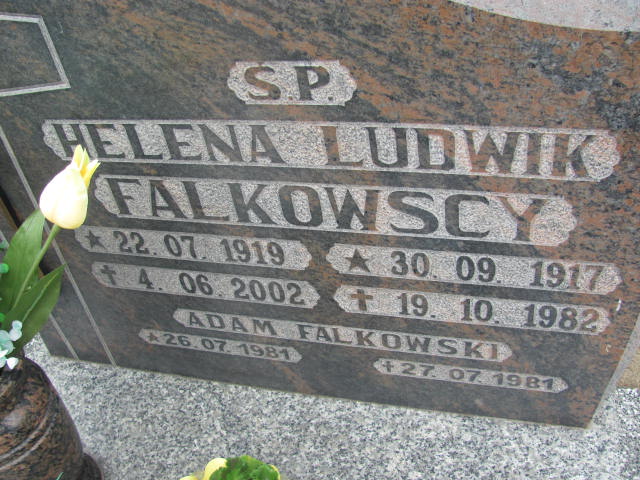 S.P.
HELENA LUDWIK
FALKOWSCY
★ 22.07.1919 ★ 30.09.1917
✝ 4.06.2002 ✝ 19.10.1982
ADAM FALKOWSKI
★26.07.1981 ✝27.07.1981